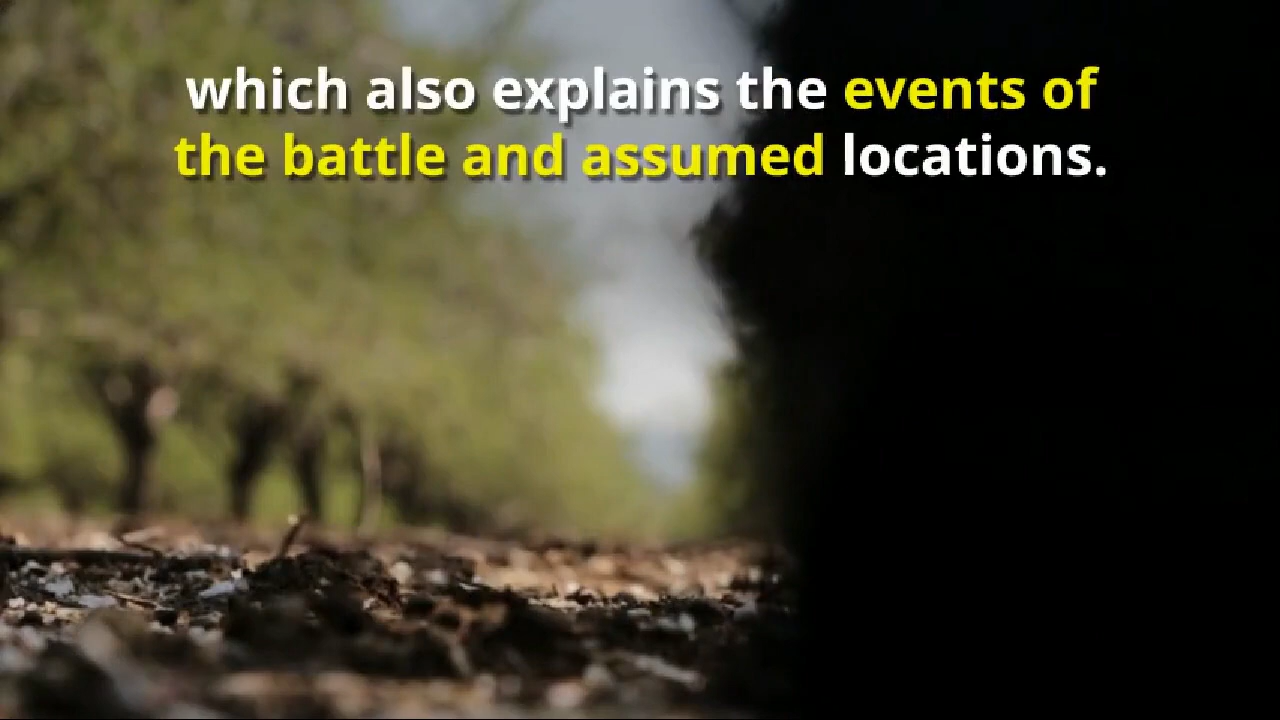 which also explains the events of
the battle and assumed locations.